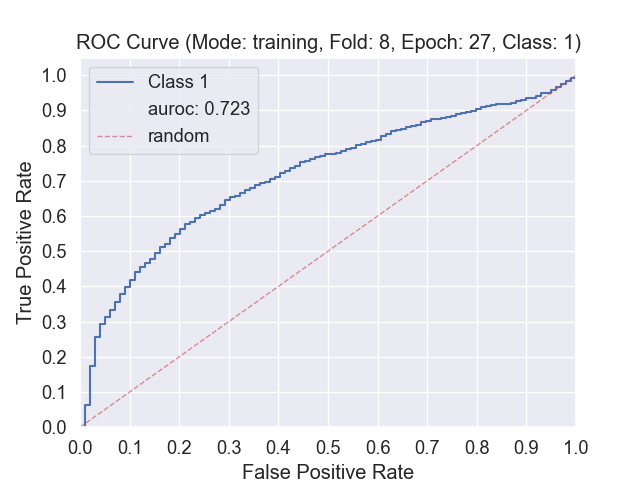 ROC Curve (Mode: training, Fold: 8, Epoch: 27, Class: 1)
1.0
0.9
0.8
0.7
0.6
0.5
0.4
0.3
0.2
0.1
0.0
True Positive Rate
Class 1
auroc: 0.723
random
0.0 0.1 0.2 0.3 0.4 0.5 0.6 0.7 0.8 0.9 1.0
False Positive Rate